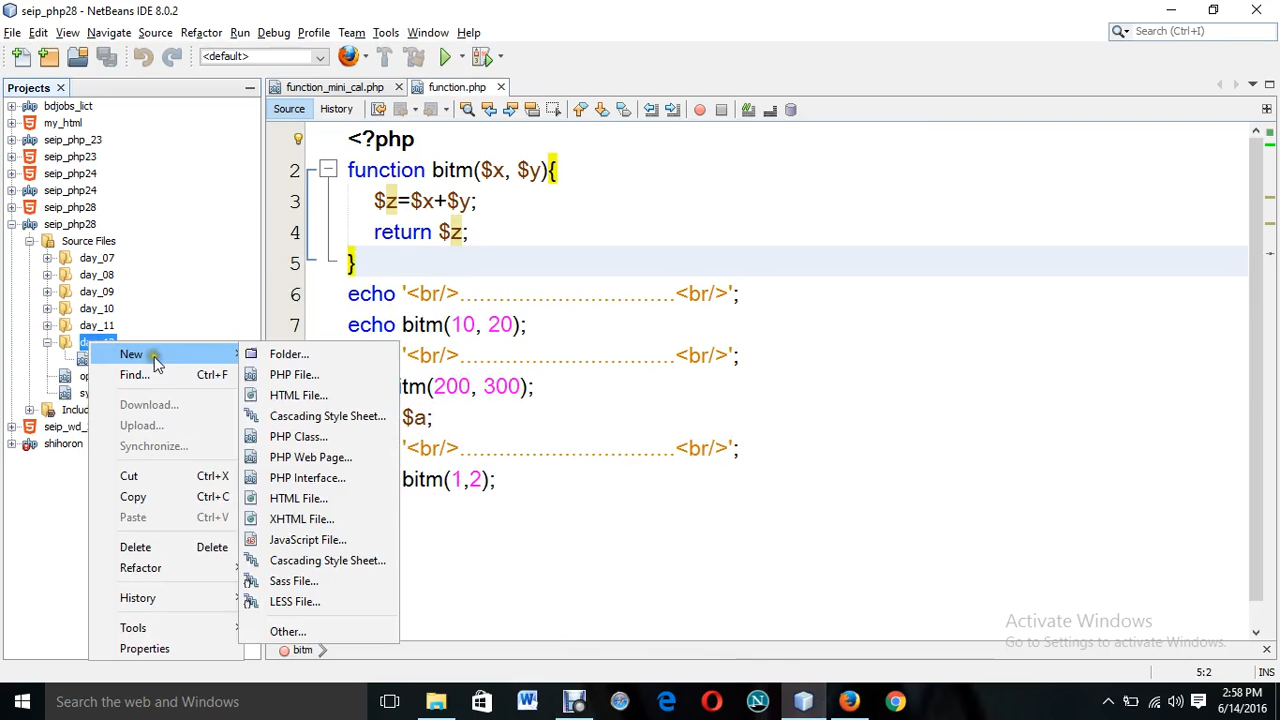 seip_php28 - NetBeans IDE 8.0.2
File Edit View Navigate Source Refactor Run Debug Profile Team Tools Window Help
Search (Ctrl+I)
<default>
Projects
function_mini_cal.php
function.php
Source
History
bdjobs_lict
my_html
seip_php_23
seip_php23
seip_php24
seip_php24
seip_php28
seip_php28
Source Files
day_07
day_08
day_09
day_10
day_11
shihoron
New
Find... Ctrl+F
Download...
Upload...
Synchronize...
Cut Ctrl+X
Copy Ctrl+C
Paste Ctrl+V
Delete Delete
Refactor
History
Tools
Properties
Folder...
PHP File...
HTML File...
Cascading Style Sheet...
PHP Class...
PHP Web Page...
PHP Interface...
HTML File...
XHTML File...
JavaScript File...
Cascading Style Sheet...
Sass File...
LESS File...
Other...
<?php
2 function bitm($x, $y){
3 $z=$x+$y;
4 return $z;
5 }
6 echo '<br/>.................................<br/>';
7 echo bitm(10, 20);
'<br/>.................................<br/>';
itm(200, 300);
$a;
'<br/>.................................<br/>';
bitm(1,2);
bitm
Activate Windows
Go to Settings to activate Windows.
5:2 INS
Search the web and Windows
2:58 PM
6/14/2016